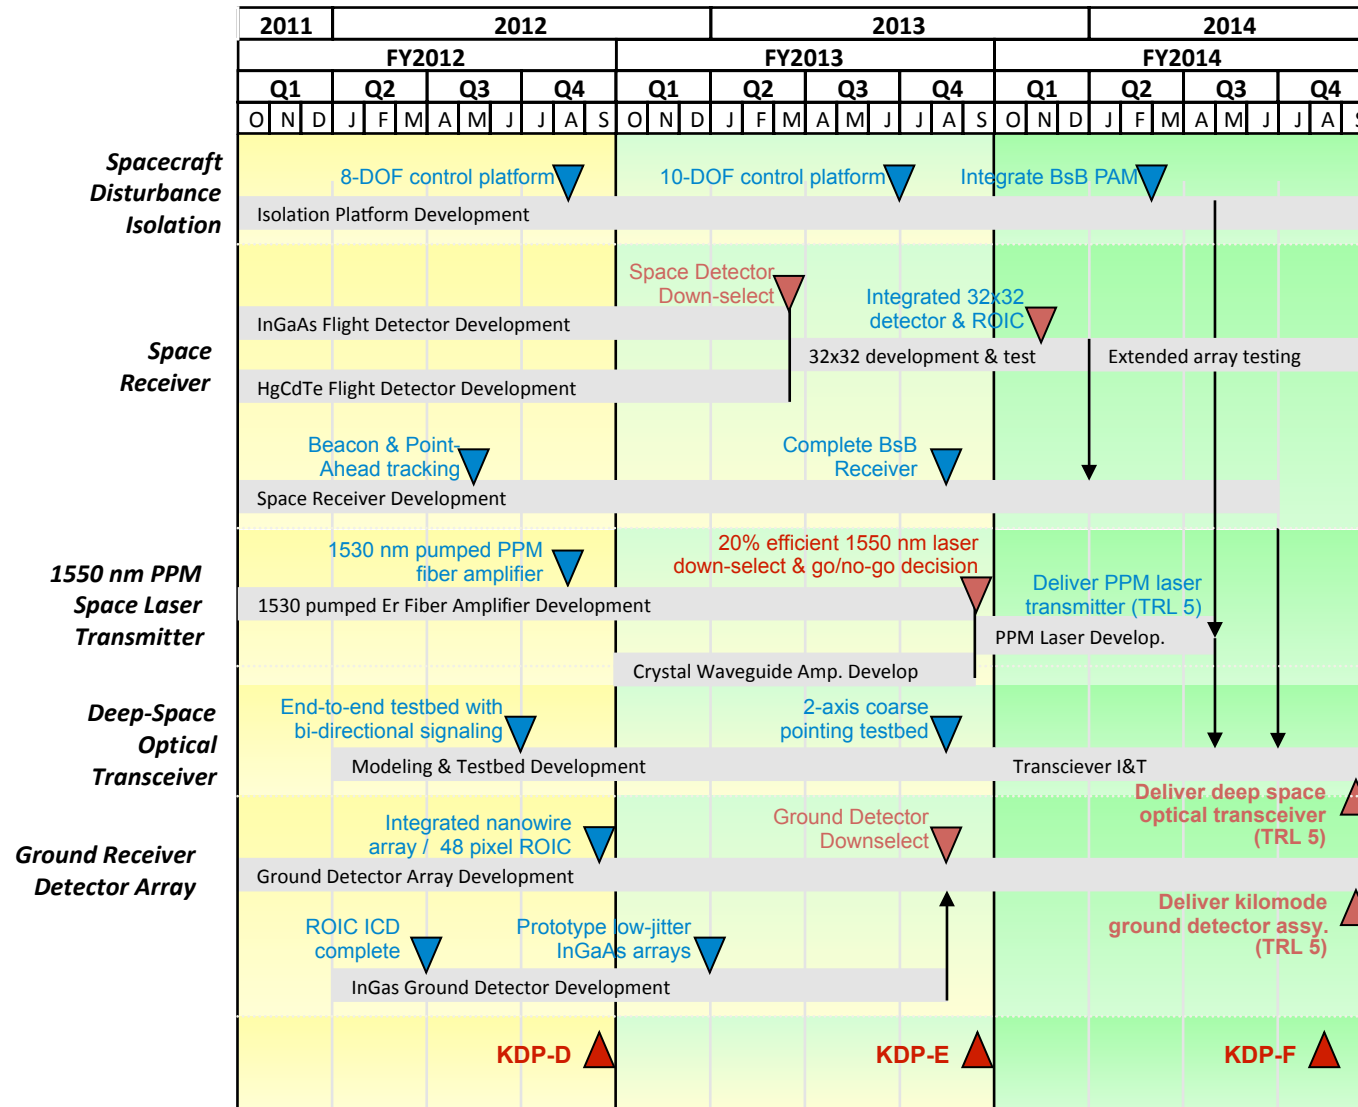 2011 2012 2013 2014
FY2012 FY2013 FY2014
Q1 Q2 Q3 Q4 Q1 Q2 Q3 Q4 Q1 Q2 Q3 Q4
O N D J F M A M J J A S O N D J F M A M J J A S O N D J F M A M J J A S
Spacecraft
Disturbance
Isolation
8-DOF control platform
10-DOF control platform
Integrate BsB PAM
Isolation Platform Development
Space
Receiver
Space Detector
Down-select
Integrated 32x32
detector & ROIC
InGaAs Flight Detector Development
32x32 development & test
Extended array testing
HgCdTe Flight Detector Development
Beacon & Point-
Ahead tracking
Complete BsB
Receiver
Space Receiver Development
1550 nm PPM
Space Laser
Transmitter
1530 nm pumped PPM
fiber amplifier
20% efficient 1550 nm laser
down-select & go/no-go decision
Deliver PPM laser
transmitter (TRL 5)
1530 pumped Er Fiber Amplifier Development
PPM Laser Develop.
Crystal Waveguide Amp. Develop
Deep-Space
Optical
Transceiver
End-to-end testbed with
bi-directional signaling
2-axis coarse
pointing testbed
Modeling & Testbed Development
Transciever I&T
Deliver deep space
optical transceiver
(TRL 5)
Ground Receiver
Detector Array
Integrated nanowire
array / 48 pixel ROIC
Ground Detector
Downselect
Ground Detector Array Development
Deliver kilomode
ground detector assy.
(TRL 5)
ROIC ICD
complete
Prototype low-jitter
InGaAs arrays
InGas Ground Detector Development
KDP-D
KDP-E
KDP-F